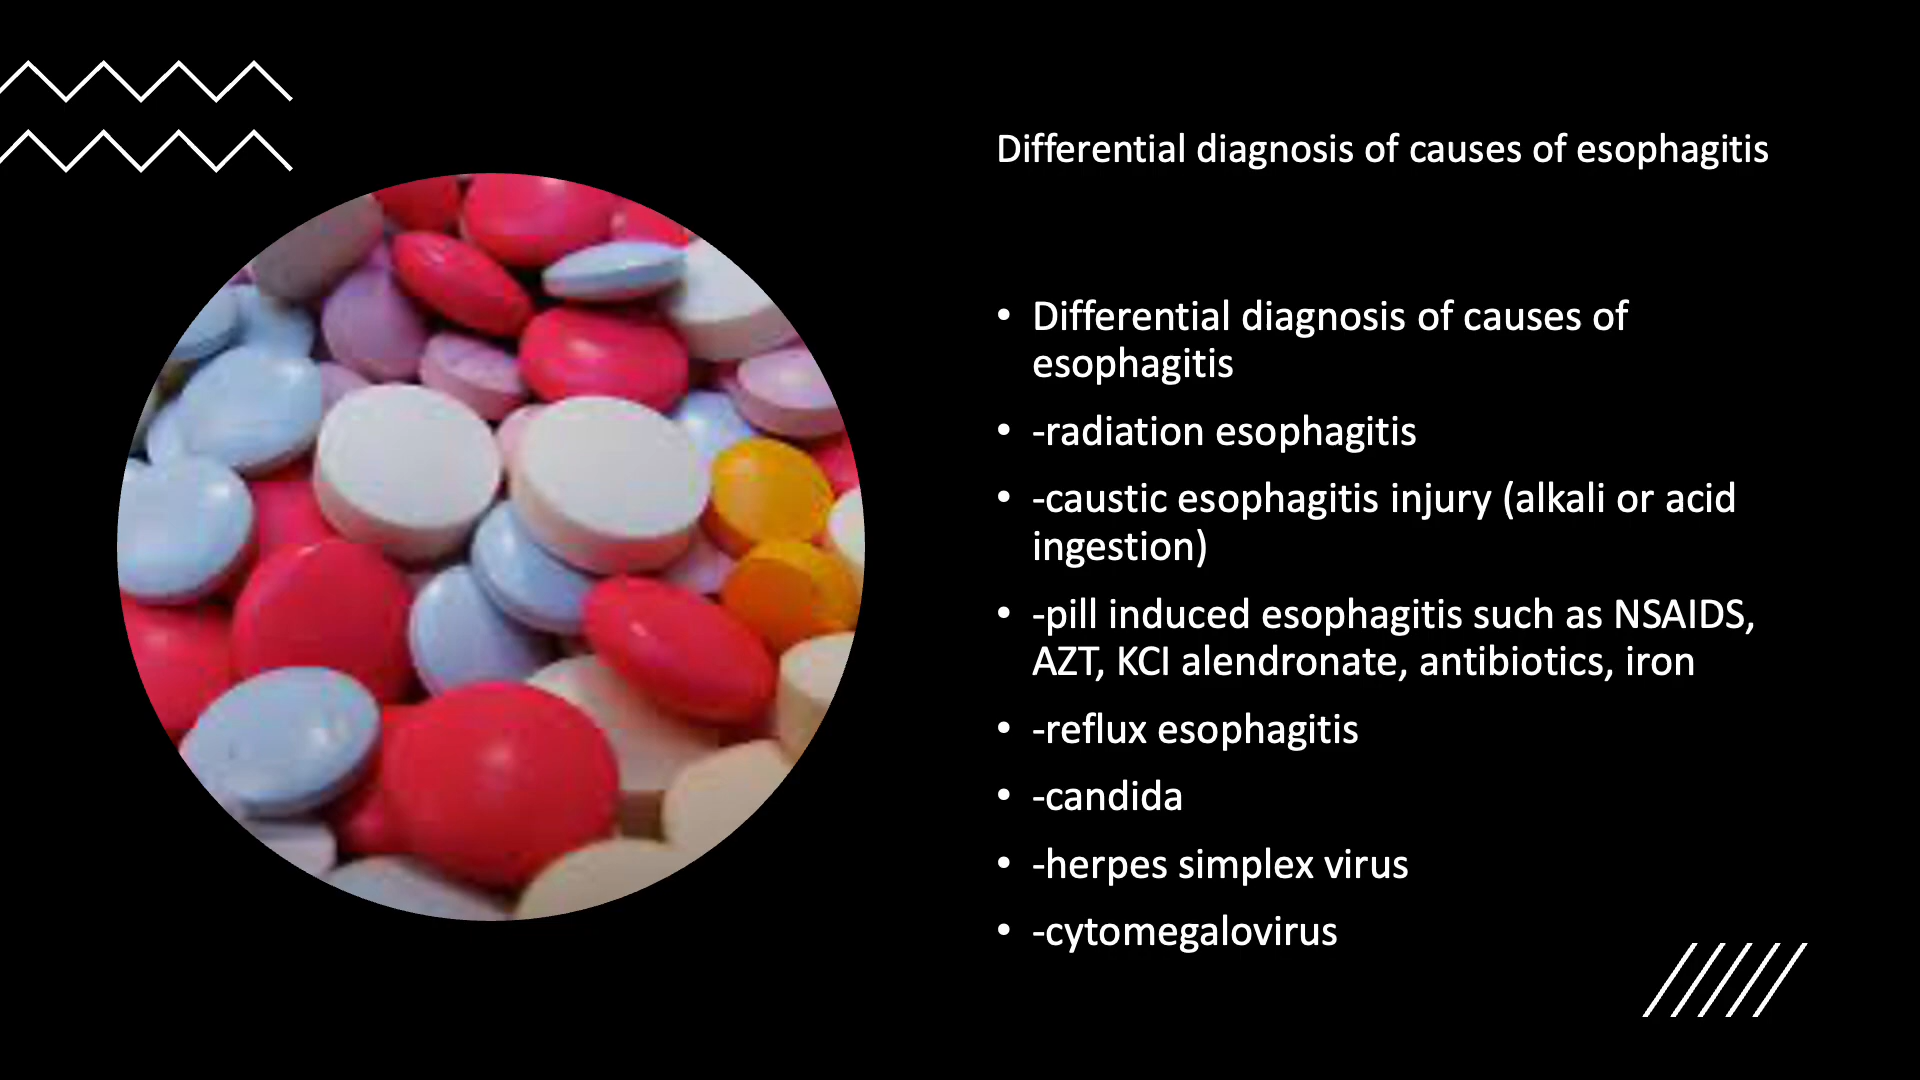 Differential diagnosis of causes of esophagitis
• Differential diagnosis of causes of
esophagitis
• -radiation esophagitis
• -caustic esophagitis injury (alkali or acid
ingestion)
• -pill induced esophagitis such as NSAIDS,
AZT, KCI alendronate, antibiotics, iron
• -reflux esophagitis
• -candida
• -herpes simplex virus
• -cytomegalovirus